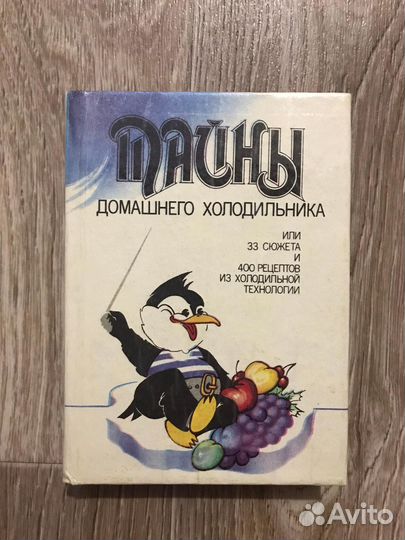 ТАЙНЫ
ДОМАШНЕГО ХОЛОДИЛЬНИКА
ИЛИ
33 СЮЖЕТА
И
400 РЕЦЕПТОВ
ИЗ ХОЛОДИЛЬНОЙ
ТЕХНОЛОГИИ
Avito